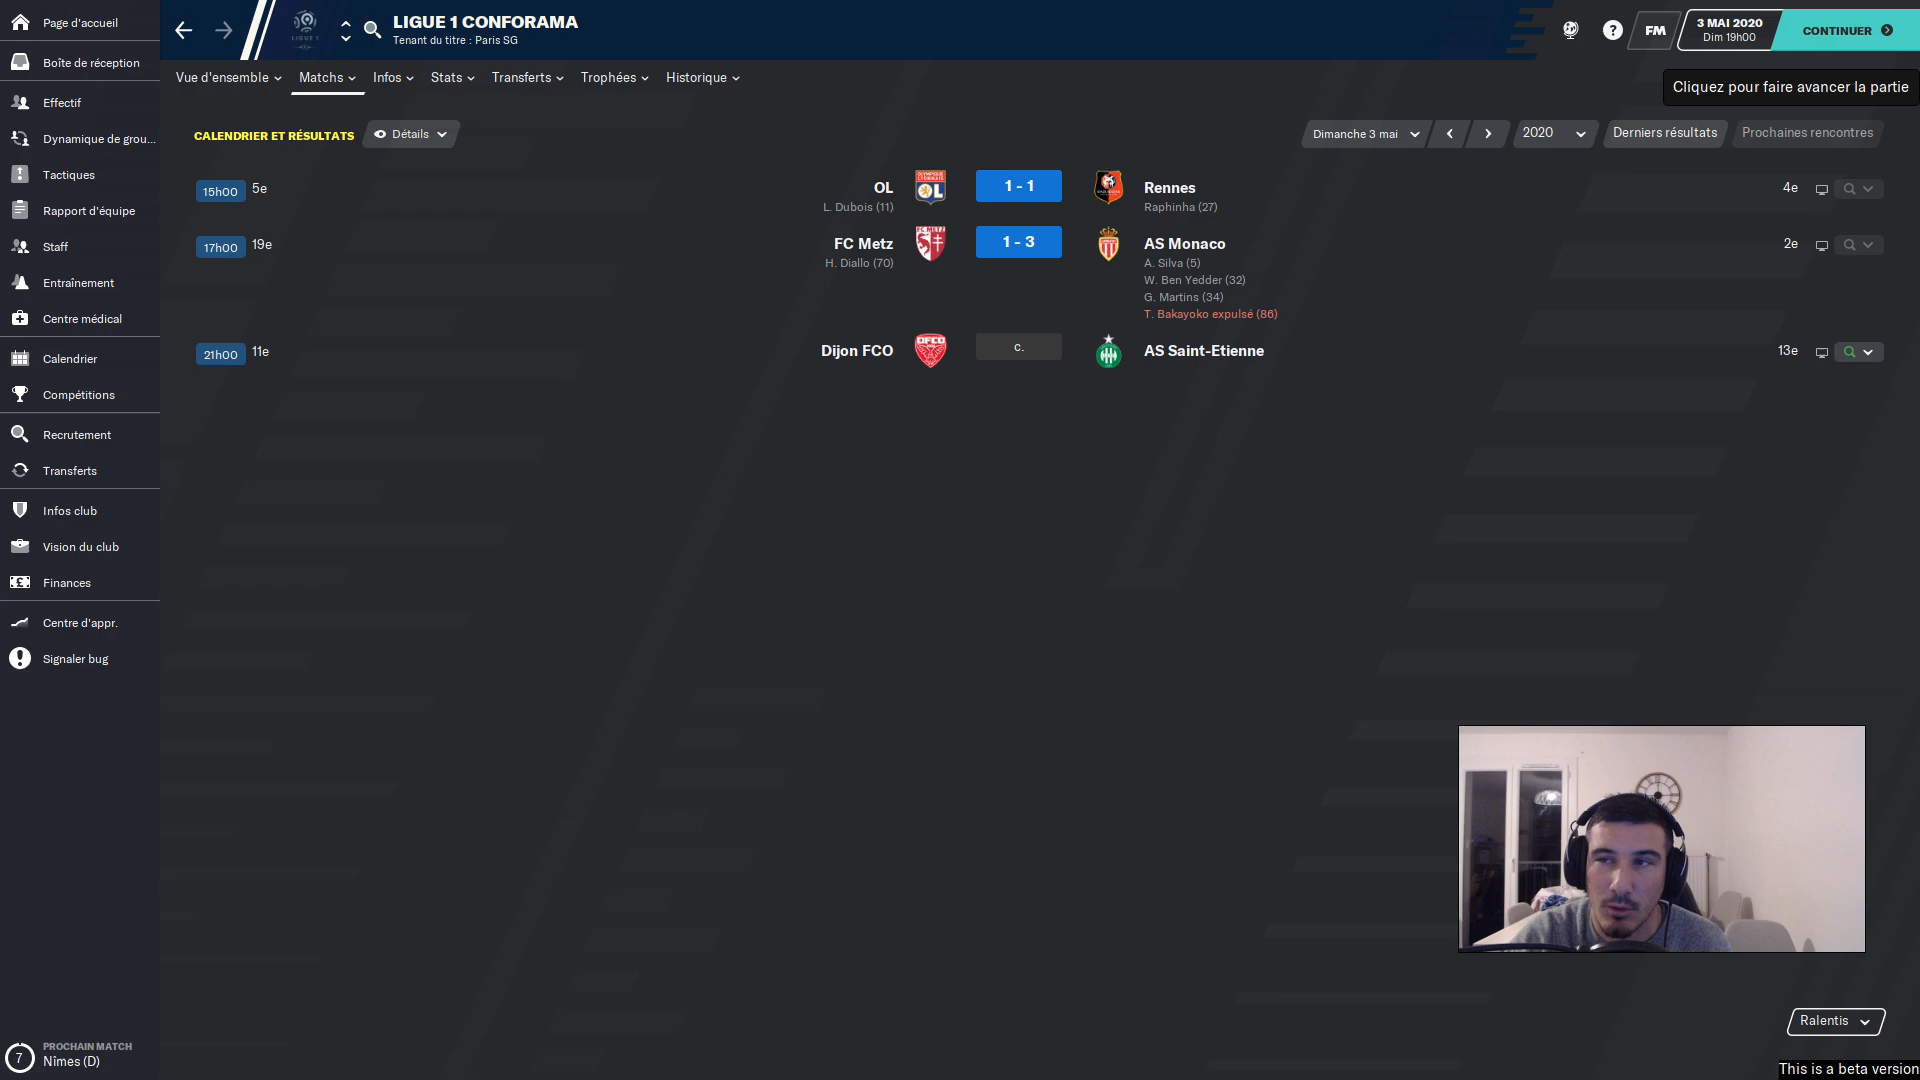 Page d'accueil
Boîte de réception
Effectif
Dynamique de grou...
Tactiques
Rapport d'équipe
Staff
Entraînement
Centre médical
Calendrier
Compétitions
Recrutement
Transferts
Infos club
Vision du club
Finances
Centre d'appr.
Signaler bug
7
PROCHAIN MATCH
Nîmes (D)
LIGUE 1
LIGUE 1 CONFORAMA
Tenant du titre : Paris SG
?
FM
3 MAI 2020
Dim 19h00
CONTINUER
Cliquez pour faire avancer la partie
Vue d'ensemble Matchs Infos Stats Transferts Trophées Historique
CALENDRIER ET RÉSULTATS Détails
Dimanche 3 mai 2020 Derniers résultats Prochaines rencontres
15h00 5e OL 1 - 1 Rennes 4e
L. Dubois (11) Raphinha (27)
17h00 19e FC Metz 1 - 3 AS Monaco 2e
H. Diallo (70) A. Silva (5)
W. Ben Yedder (32)
G. Martins (34)
T. Bakayoko expulsé (86)
21h00 11e Dijon FCO c. AS Saint-Etienne 13e
Ralentis
This is a beta version